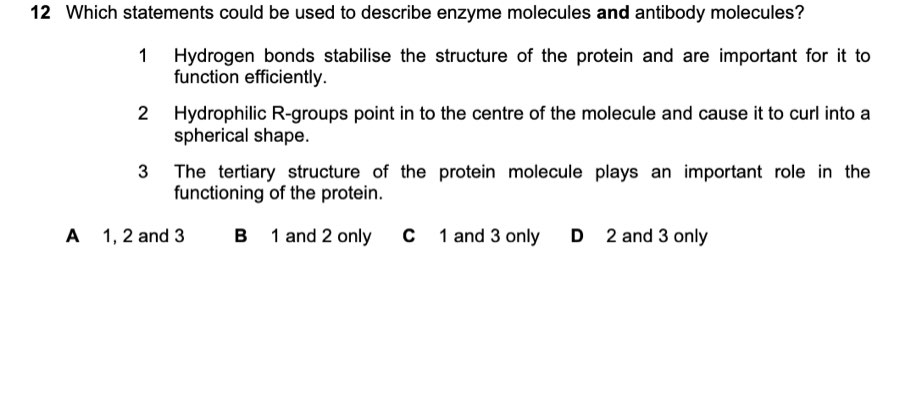 12 Which statements could be used to describe enzyme molecules and antibody molecules?
1 Hydrogen bonds stabilise the structure of the protein and are important for it to
function efficiently.
2 Hydrophilic R-groups point in to the centre of the molecule and cause it to curl into a
spherical shape.
3 The tertiary structure of the protein molecule plays an important role in the
functioning of the protein.
A 1, 2 and 3 B 1 and 2 only C 1 and 3 only D 2 and 3 only